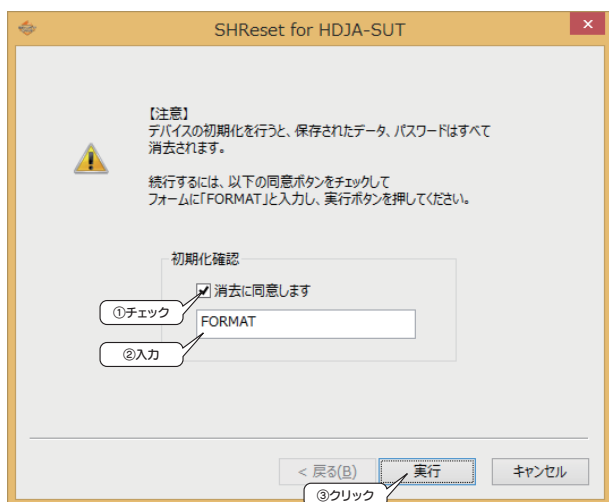 SHReset for HDJA-SUT
【注意】
デバイスの初期化を行うと、保存されたデータ、パスワードはすべて
消去されます。
続行するには、以下の同意ボタンをチェックして
フォームに「FORMAT」と入力し、実行ボタンを押してください。
初期化確認
消去に同意します
①チェック
FORMAT
②入力
< 戻る(B)
実行
キャンセル
③クリック